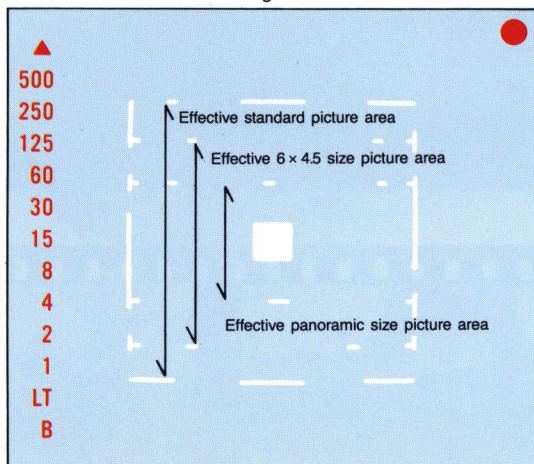 ▲
500
250
125
60
30
15
8
4
2
1
LT
B
Effective standard picture area
Effective 6 × 4.5 size picture area
Effective panoramic size picture area